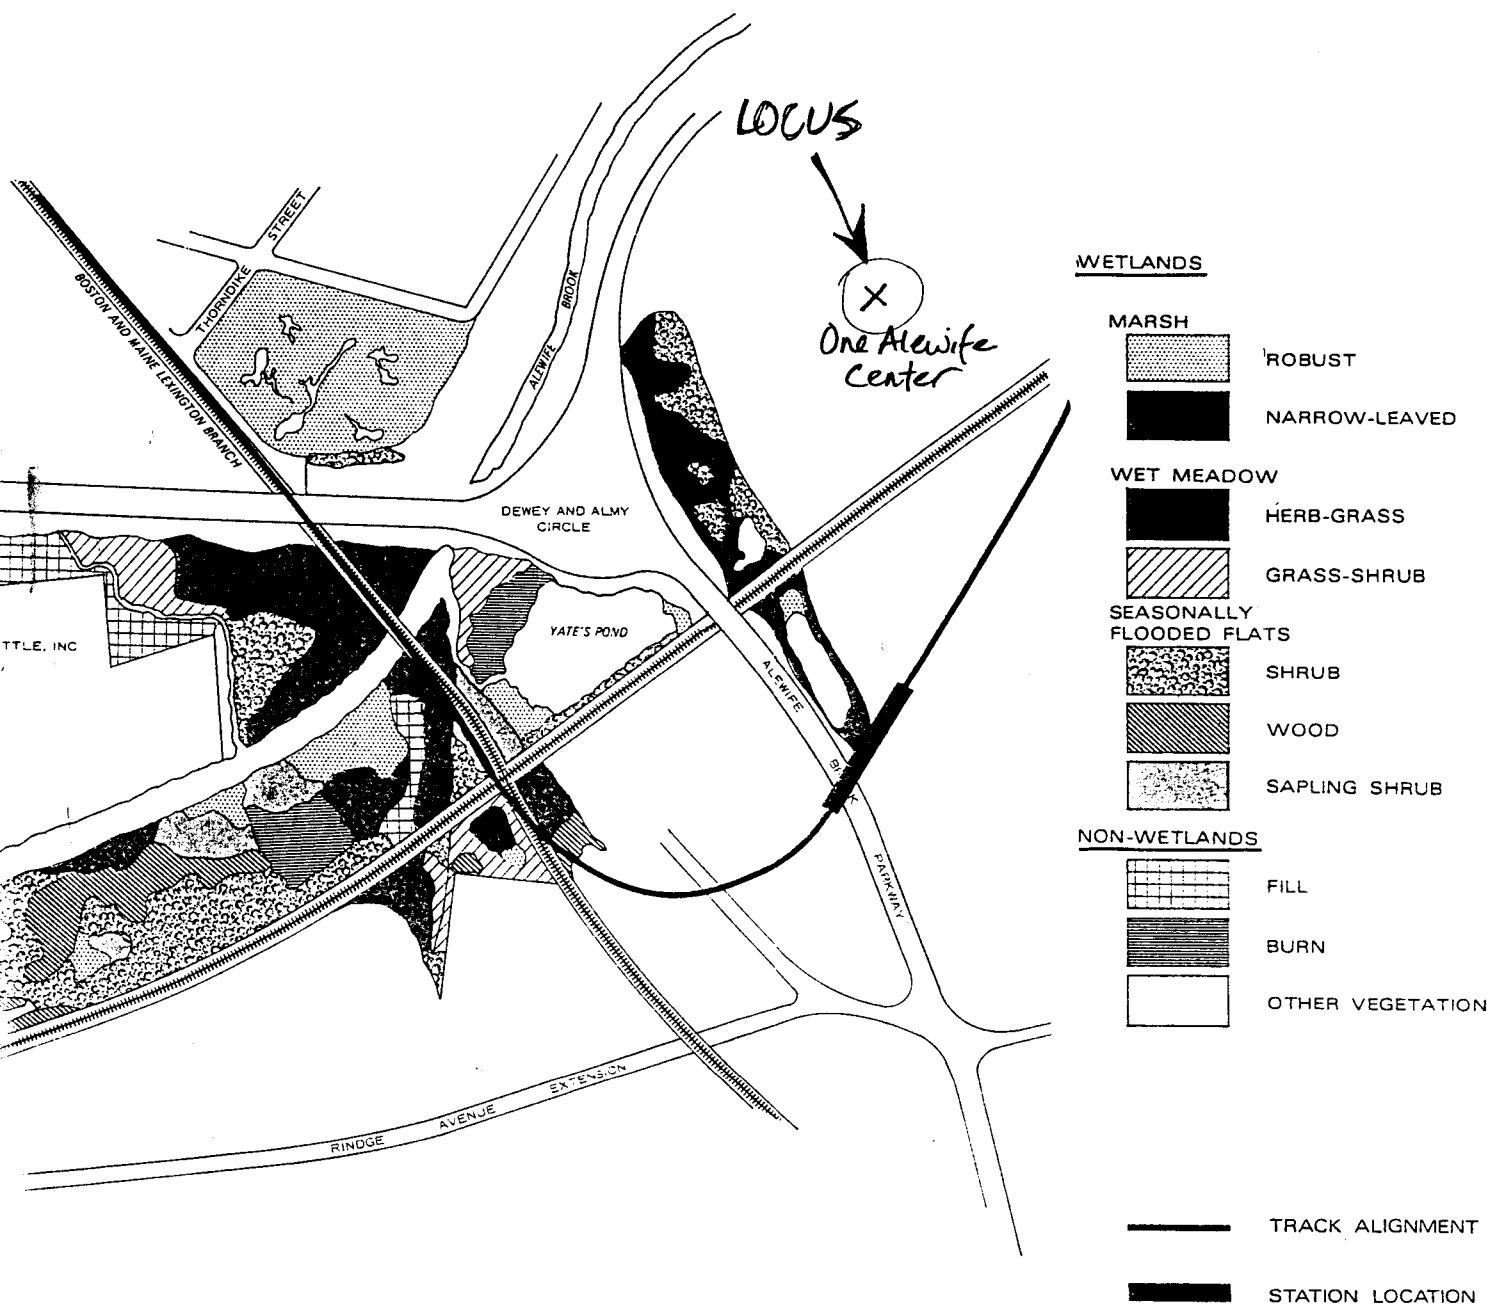 LOCUS
One Alewife
Center
THORNDIKE
STREET
BOSTON AND MAINE LEXINGTON BRANCH
ALEWIFE
BROOK
DEWEY AND ALMY
CIRCLE
TTLE, INC
YATE'S POND
ALEWIFE
PARKWAY
RINDGE
AVENUE
EXTENSION
WETLANDS
MARSH
ROBUST
NARROW-LEAVED
WET MEADOW
HERB-GRASS
GRASS-SHRUB
SEASONALLY
FLOODED FLATS
SHRUB
WOOD
SAPLING SHRUB
NON-WETLANDS
FILL
BURN
OTHER VEGETATION
TRACK ALIGNMENT
STATION LOCATION